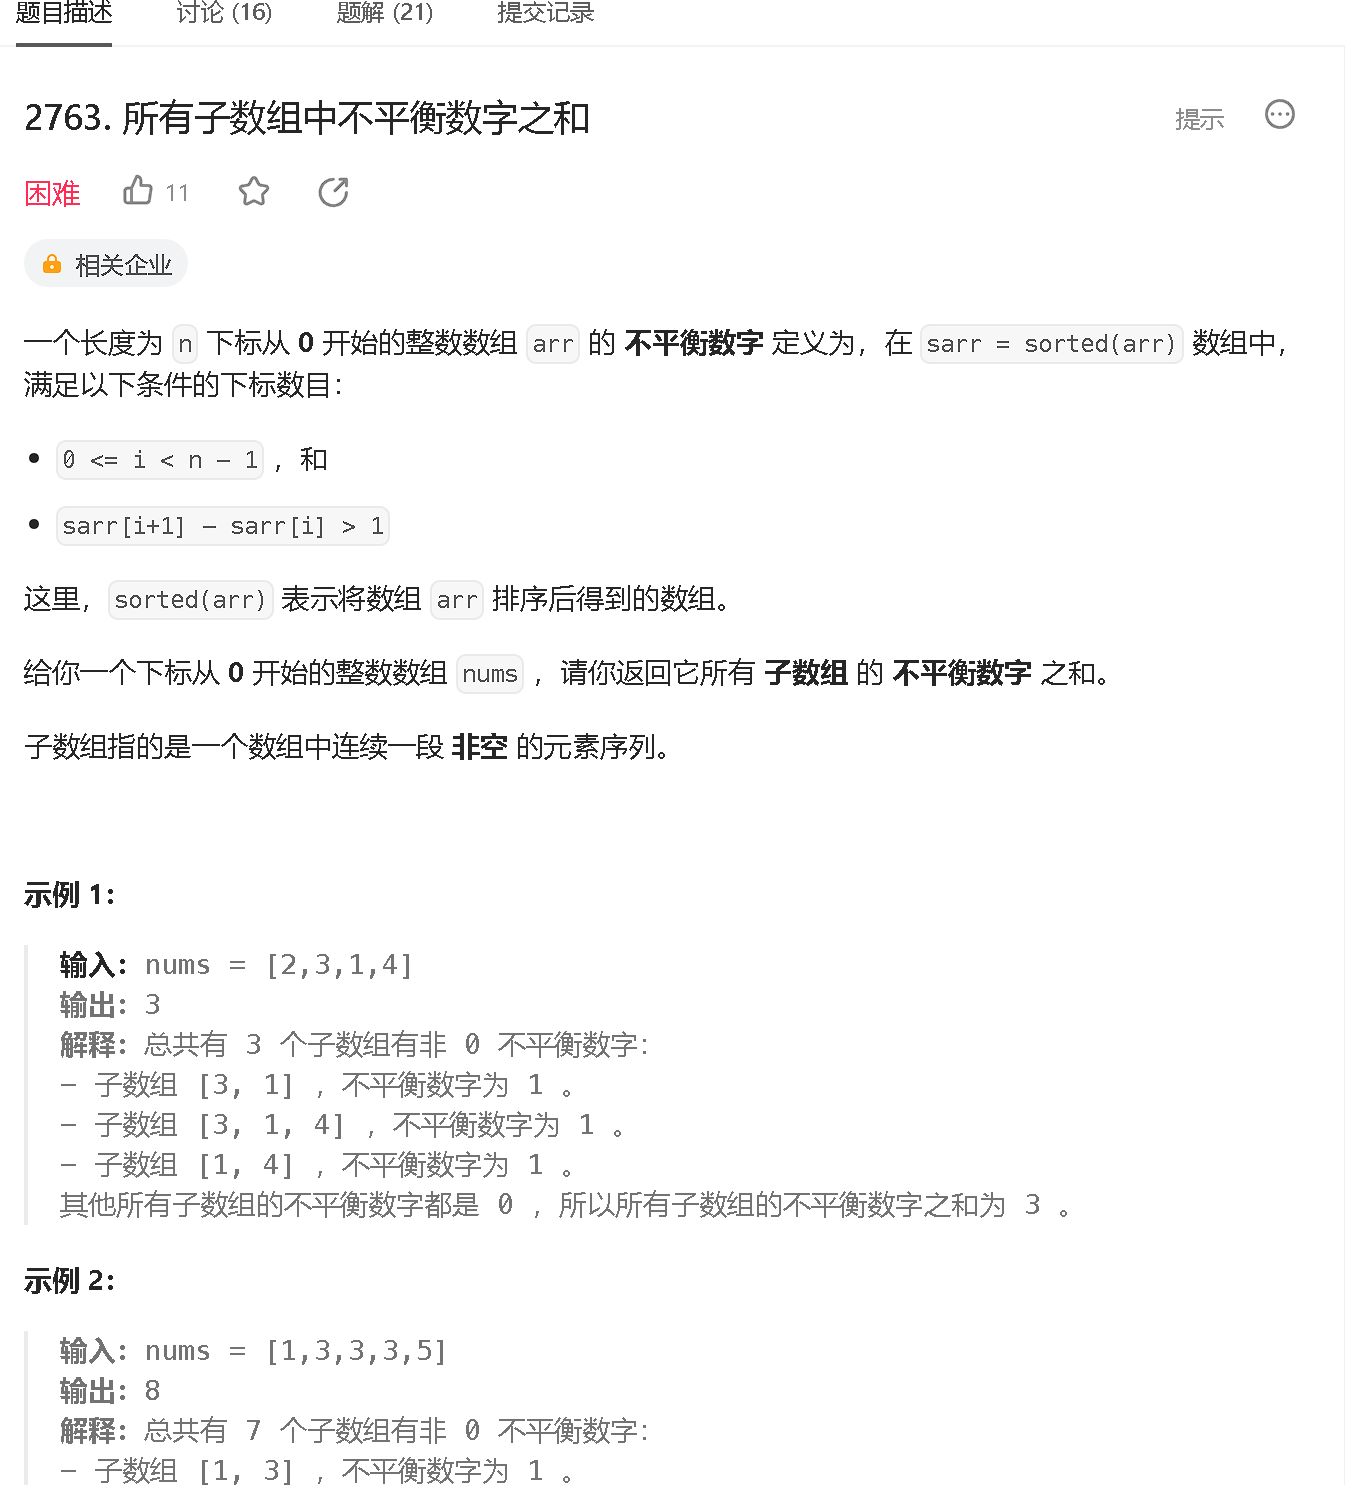 题目描述 讨论 (16) 题解 (21) 提交记录
2763. 所有子数组中不平衡数字之和 提示
困难 11
相关企业
一个长度为 n 下标从 0 开始的整数数组 arr 的 不平衡数字 定义为，在 sarr = sorted(arr) 数组中，
满足以下条件的下标数目：
• 0 <= i < n - 1 ，和
• sarr[i+1] - sarr[i] > 1
这里，sorted(arr) 表示将数组 arr 排序后得到的数组。
给你一个下标从 0 开始的整数数组 nums ，请你返回它所有 子数组 的 不平衡数字 之和。
子数组指的是一个数组中连续一段 非空 的元素序列。
示例 1：
输入：nums = [2,3,1,4]
输出：3
解释：总共有 3 个子数组有非 0 不平衡数字：
- 子数组 [3, 1] ，不平衡数字为 1 。
- 子数组 [3, 1, 4] ，不平衡数字为 1 。
- 子数组 [1, 4] ，不平衡数字为 1 。
其他所有子数组的不平衡数字都是 0 ，所以所有子数组的不平衡数字之和为 3 。
示例 2：
输入：nums = [1,3,3,3,5]
输出：8
解释：总共有 7 个子数组有非 0 不平衡数字：
- 子数组 [1, 3] ，不平衡数字为 1 。